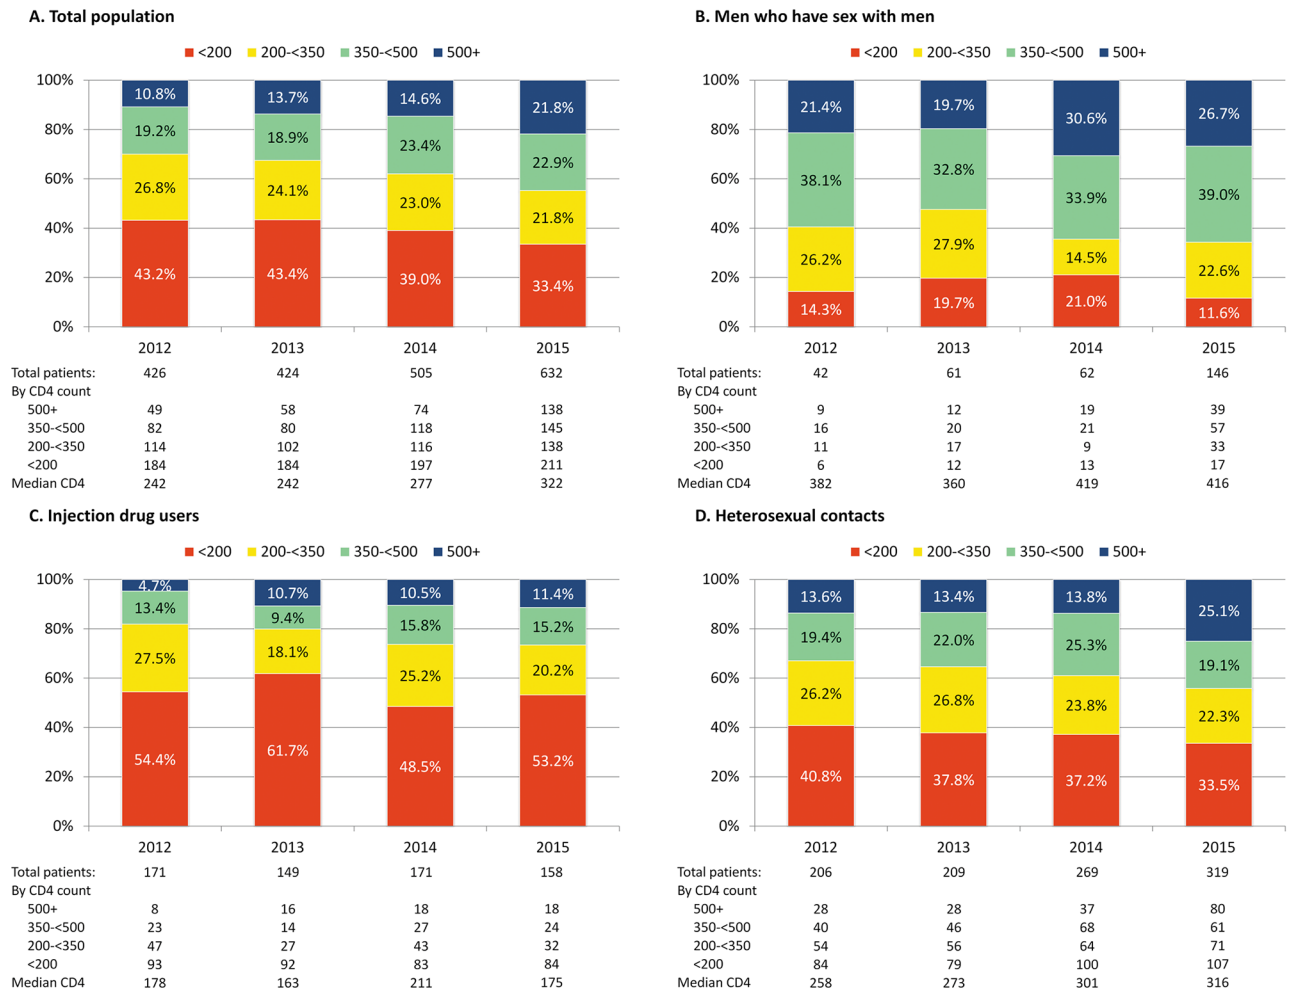 A. Total population
<200 200-<350 350-<500 500+
100%
80%
60%
40%
20%
0%
10.8% 13.7% 14.6% 21.8%
19.2% 18.9% 23.4% 22.9%
26.8% 24.1% 23.0% 21.8%
43.2% 43.4% 39.0% 33.4%
2012 2013 2014 2015
Total patients: 426 424 505 632
By CD4 count
500+ 49 58 74 138
350-<500 82 80 118 145
200-<350 114 102 116 138
<200 184 184 197 211
Median CD4 242 242 277 322
B. Men who have sex with men
<200 200-<350 350-<500 500+
100%
80%
60%
40%
20%
0%
21.4% 19.7% 30.6% 26.7%
38.1% 32.8% 33.9% 39.0%
26.2% 27.9% 14.5% 22.6%
14.3% 19.7% 21.0% 11.6%
2012 2013 2014 2015
Total patients: 42 61 62 146
By CD4 count
500+ 9 12 19 39
350-<500 16 20 21 57
200-<350 11 17 9 33
<200 6 12 13 17
Median CD4 382 360 419 416
C. Injection drug users
<200 200-<350 350-<500 500+
100%
80%
60%
40%
20%
0%
4.7% 10.7% 10.5% 11.4%
13.4% 9.4% 15.8% 15.2%
27.5% 18.1% 25.2% 20.2%
54.4% 61.7% 48.5% 53.2%
2012 2013 2014 2015
Total patients: 171 149 171 158
By CD4 count
500+ 8 16 18 18
350-<500 23 14 27 24
200-<350 47 27 43 32
<200 93 92 83 84
Median CD4 178 163 211 175
D. Heterosexual contacts
<200 200-<350 350-<500 500+
100%
80%
60%
40%
20%
0%
13.6% 13.4% 13.8% 25.1%
19.4% 22.0% 25.3% 19.1%
26.2% 26.8% 23.8% 22.3%
40.8% 37.8% 37.2% 33.5%
2012 2013 2014 2015
Total patients: 206 209 269 319
By CD4 count
500+ 28 28 37 80
350-<500 40 46 68 61
200-<350 54 56 64 71
<200 84 79 100 107
Median CD4 258 273 301 316